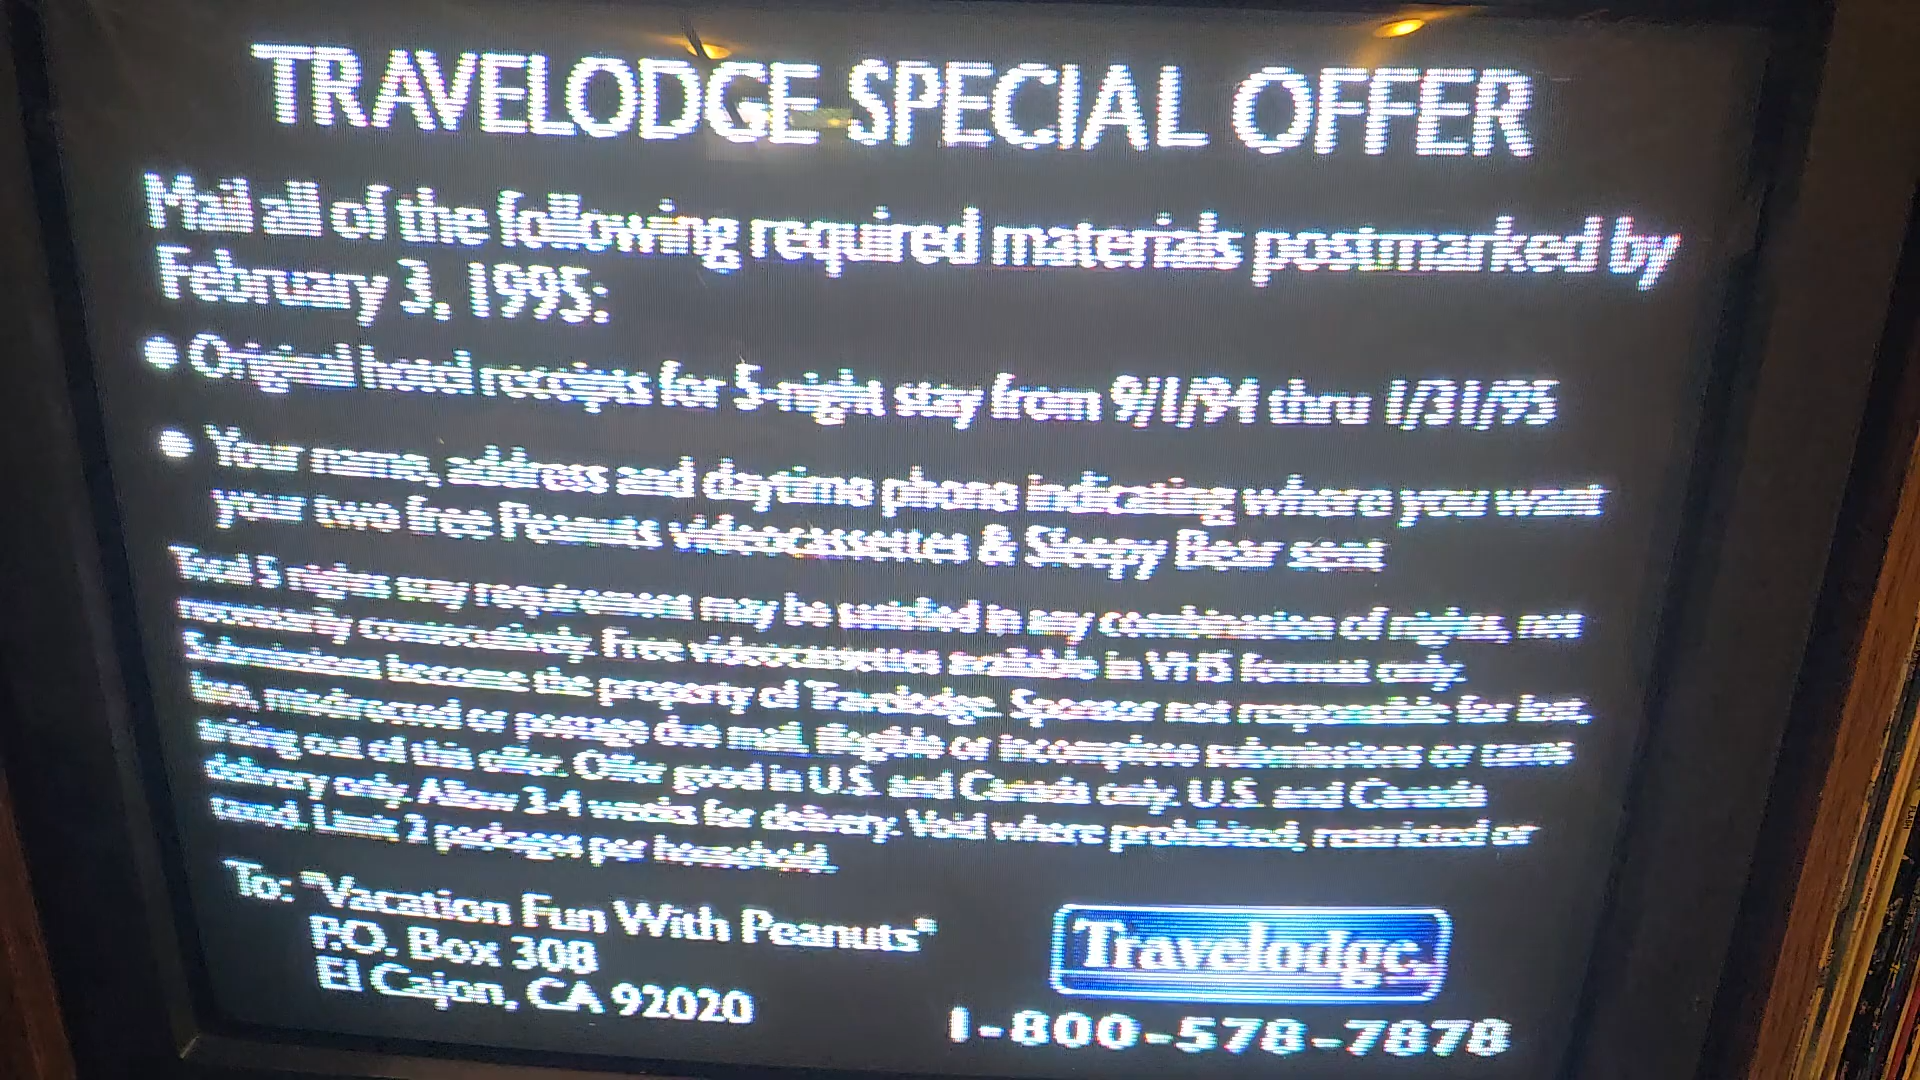 TRAVELODGE SPECIAL OFFER
Mail all of the following required materials postmarked by
February 3, 1995:
● Original hotel receipts for 5-night stay from 9/1/94 thru 1/31/95
● Your name, address and daytime phone indicating where you want
your two free Peanuts videocassettes & Sleepy Bear sent
Total 5 nights stay requirement may be satisfied in any combination of nights, not
necessarily consecutively. Free videocassettes available in VHS format only.
Submissions become the property of Travelodge. Sponsor not responsible for lost,
late, misdirected or postage due mail, illegible or incomplete submissions or cases
arising out of this offer. Offer good in U.S. and Canada only. U.S. and Canada
delivery only. Allow 3-4 weeks for delivery. Void where prohibited, restricted or
taxed. Limit 2 packages per household.
To: "Vacation Fun With Peanuts"
P.O. Box 308
El Cajon, CA 92020
Travelodge.
1-800-578-7878